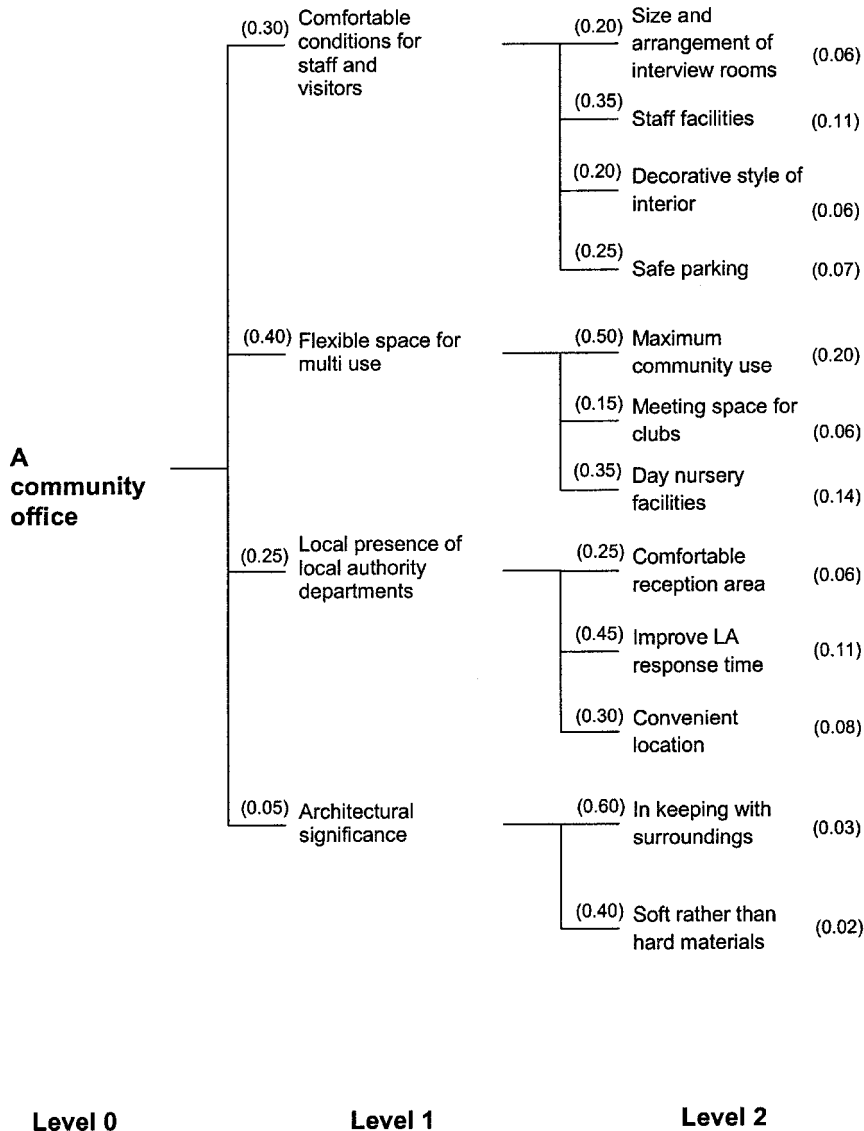 (0.30) Comfortable
conditions for
staff and
visitors
(0.20) Size and
arrangement of
interview rooms (0.06)
(0.35) Staff facilities (0.11)
(0.20) Decorative style of
interior (0.06)
(0.25) Safe parking (0.07)
(0.40) Flexible space for
multi use
(0.50) Maximum
community use (0.20)
(0.15) Meeting space for
clubs (0.06)
(0.35) Day nursery
facilities (0.14)
A
community
office
(0.25) Local presence of
local authority
departments
(0.25) Comfortable
reception area (0.06)
(0.45) Improve LA
response time (0.11)
(0.30) Convenient
location (0.08)
(0.05) Architectural
significance
(0.60) In keeping with
surroundings (0.03)
(0.40) Soft rather than
hard materials (0.02)
Level 0 Level 1 Level 2